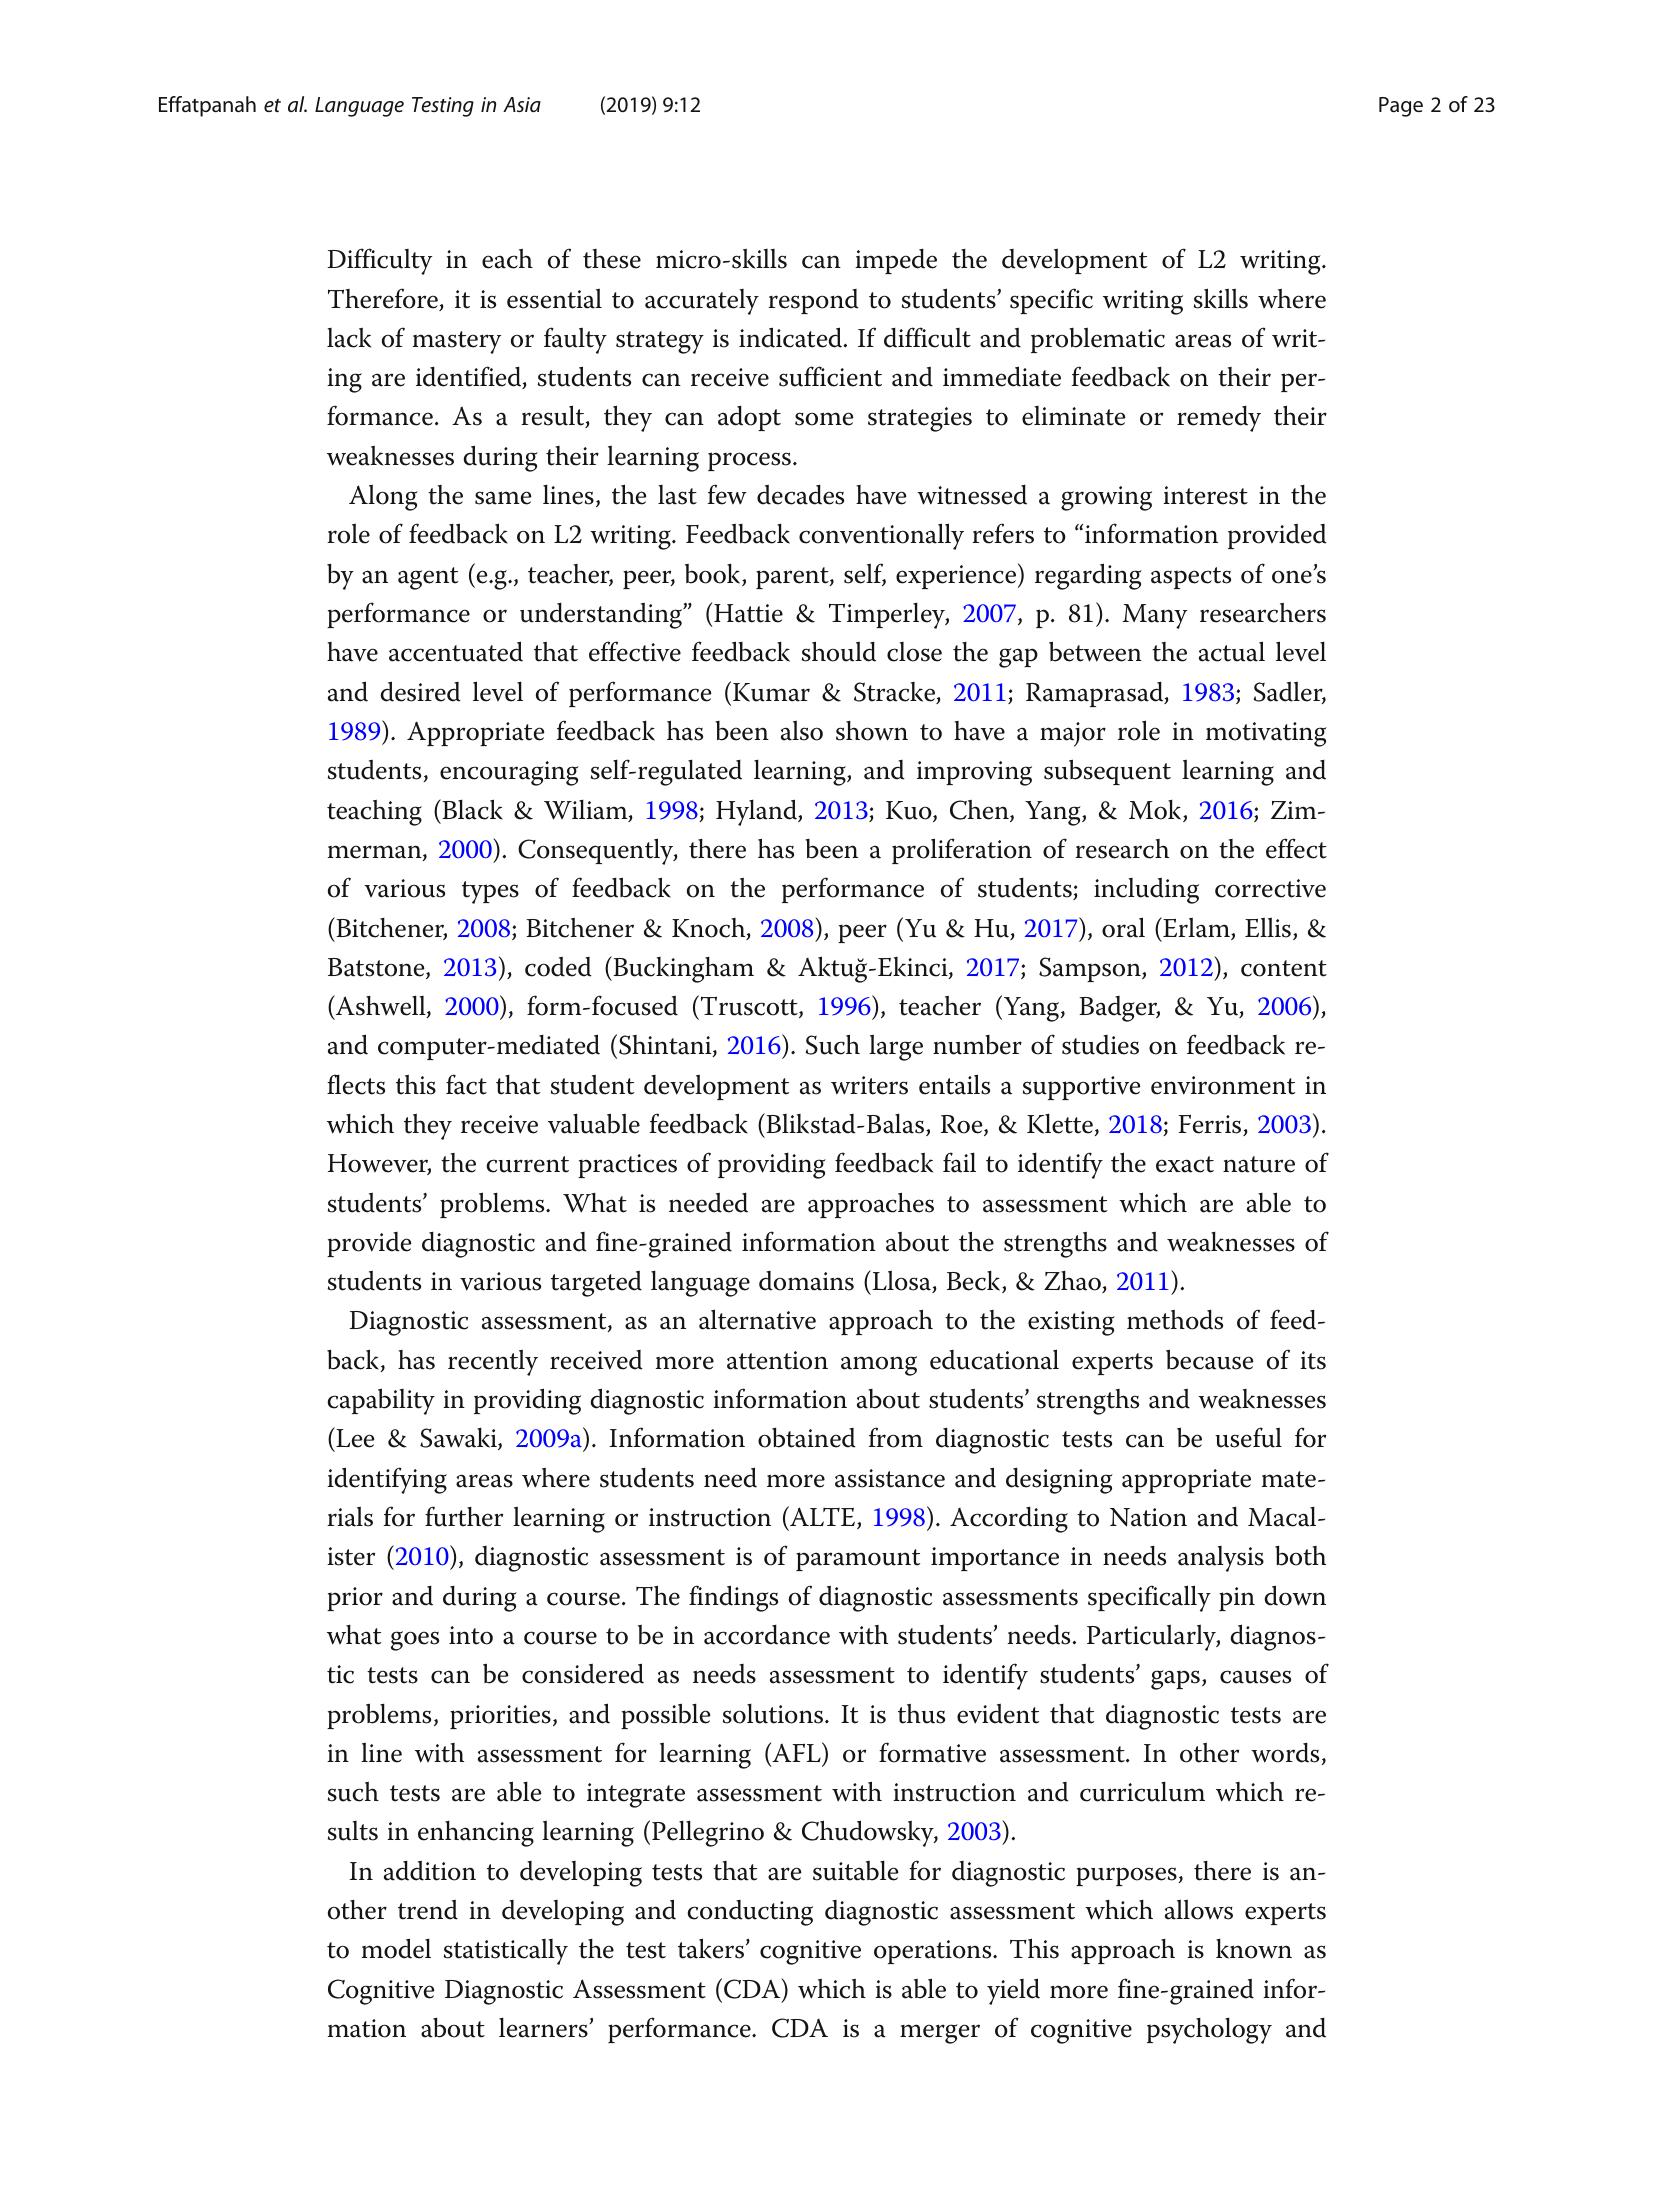 Effatpanah et al. Language Testing in Asia (2019) 9:12 Page 2 of 23
Difficulty in each of these micro-skills can impede the development of L2 writing.
Therefore, it is essential to accurately respond to students’ specific writing skills where
lack of mastery or faulty strategy is indicated. If difficult and problematic areas of writ-
ing are identified, students can receive sufficient and immediate feedback on their per-
formance. As a result, they can adopt some strategies to eliminate or remedy their
weaknesses during their learning process.
Along the same lines, the last few decades have witnessed a growing interest in the
role of feedback on L2 writing. Feedback conventionally refers to “information provided
by an agent (e.g., teacher, peer, book, parent, self, experience) regarding aspects of one’s
performance or understanding” (Hattie & Timperley, 2007, p. 81). Many researchers
have accentuated that effective feedback should close the gap between the actual level
and desired level of performance (Kumar & Stracke, 2011; Ramaprasad, 1983; Sadler,
1989). Appropriate feedback has been also shown to have a major role in motivating
students, encouraging self-regulated learning, and improving subsequent learning and
teaching (Black & Wiliam, 1998; Hyland, 2013; Kuo, Chen, Yang, & Mok, 2016; Zim-
merman, 2000). Consequently, there has been a proliferation of research on the effect
of various types of feedback on the performance of students; including corrective
(Bitchener, 2008; Bitchener & Knoch, 2008), peer (Yu & Hu, 2017), oral (Erlam, Ellis, &
Batstone, 2013), coded (Buckingham & Aktuğ-Ekinci, 2017; Sampson, 2012), content
(Ashwell, 2000), form-focused (Truscott, 1996), teacher (Yang, Badger, & Yu, 2006),
and computer-mediated (Shintani, 2016). Such large number of studies on feedback re-
flects this fact that student development as writers entails a supportive environment in
which they receive valuable feedback (Blikstad-Balas, Roe, & Klette, 2018; Ferris, 2003).
However, the current practices of providing feedback fail to identify the exact nature of
students’ problems. What is needed are approaches to assessment which are able to
provide diagnostic and fine-grained information about the strengths and weaknesses of
students in various targeted language domains (Llosa, Beck, & Zhao, 2011).
Diagnostic assessment, as an alternative approach to the existing methods of feed-
back, has recently received more attention among educational experts because of its
capability in providing diagnostic information about students’ strengths and weaknesses
(Lee & Sawaki, 2009a). Information obtained from diagnostic tests can be useful for
identifying areas where students need more assistance and designing appropriate mate-
rials for further learning or instruction (ALTE, 1998). According to Nation and Macal-
ister (2010), diagnostic assessment is of paramount importance in needs analysis both
prior and during a course. The findings of diagnostic assessments specifically pin down
what goes into a course to be in accordance with students’ needs. Particularly, diagnos-
tic tests can be considered as needs assessment to identify students’ gaps, causes of
problems, priorities, and possible solutions. It is thus evident that diagnostic tests are
in line with assessment for learning (AFL) or formative assessment. In other words,
such tests are able to integrate assessment with instruction and curriculum which re-
sults in enhancing learning (Pellegrino & Chudowsky, 2003).
In addition to developing tests that are suitable for diagnostic purposes, there is an-
other trend in developing and conducting diagnostic assessment which allows experts
to model statistically the test takers’ cognitive operations. This approach is known as
Cognitive Diagnostic Assessment (CDA) which is able to yield more fine-grained infor-
mation about learners’ performance. CDA is a merger of cognitive psychology and